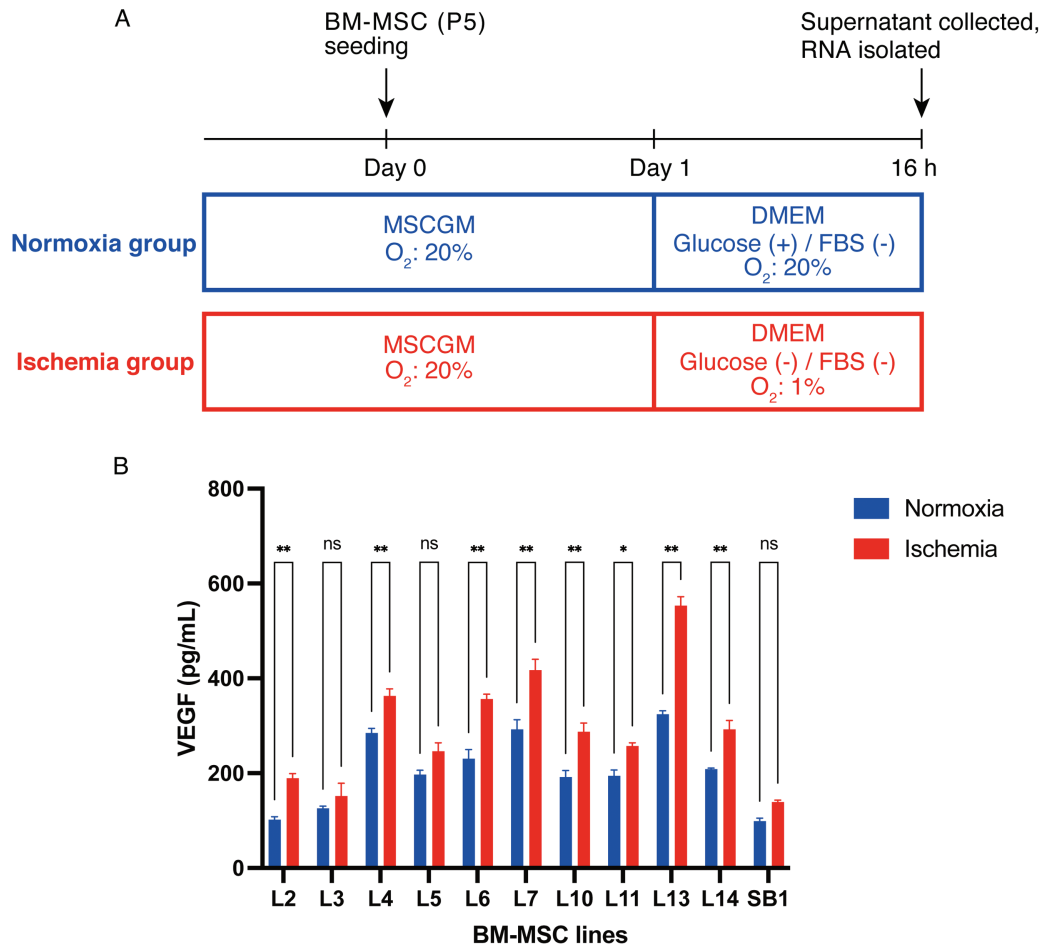 A
BM-MSC (P5)
seeding
Supernatant collected,
RNA isolated
Day 0
Day 1
16 h
Normoxia group
MSCGM
O₂: 20%
DMEM
Glucose (+) / FBS (-)
O₂: 20%
Ischemia group
MSCGM
O₂: 20%
DMEM
Glucose (-) / FBS (-)
O₂: 1%
B
800
600
400
200
0
VEGF (pg/mL)
** ns ** ns ** ** ** * ** ** ns
Normoxia
Ischemia
L2 L3 L4 L5 L6 L7 L10 L11 L13 L14 SB1
BM-MSC lines